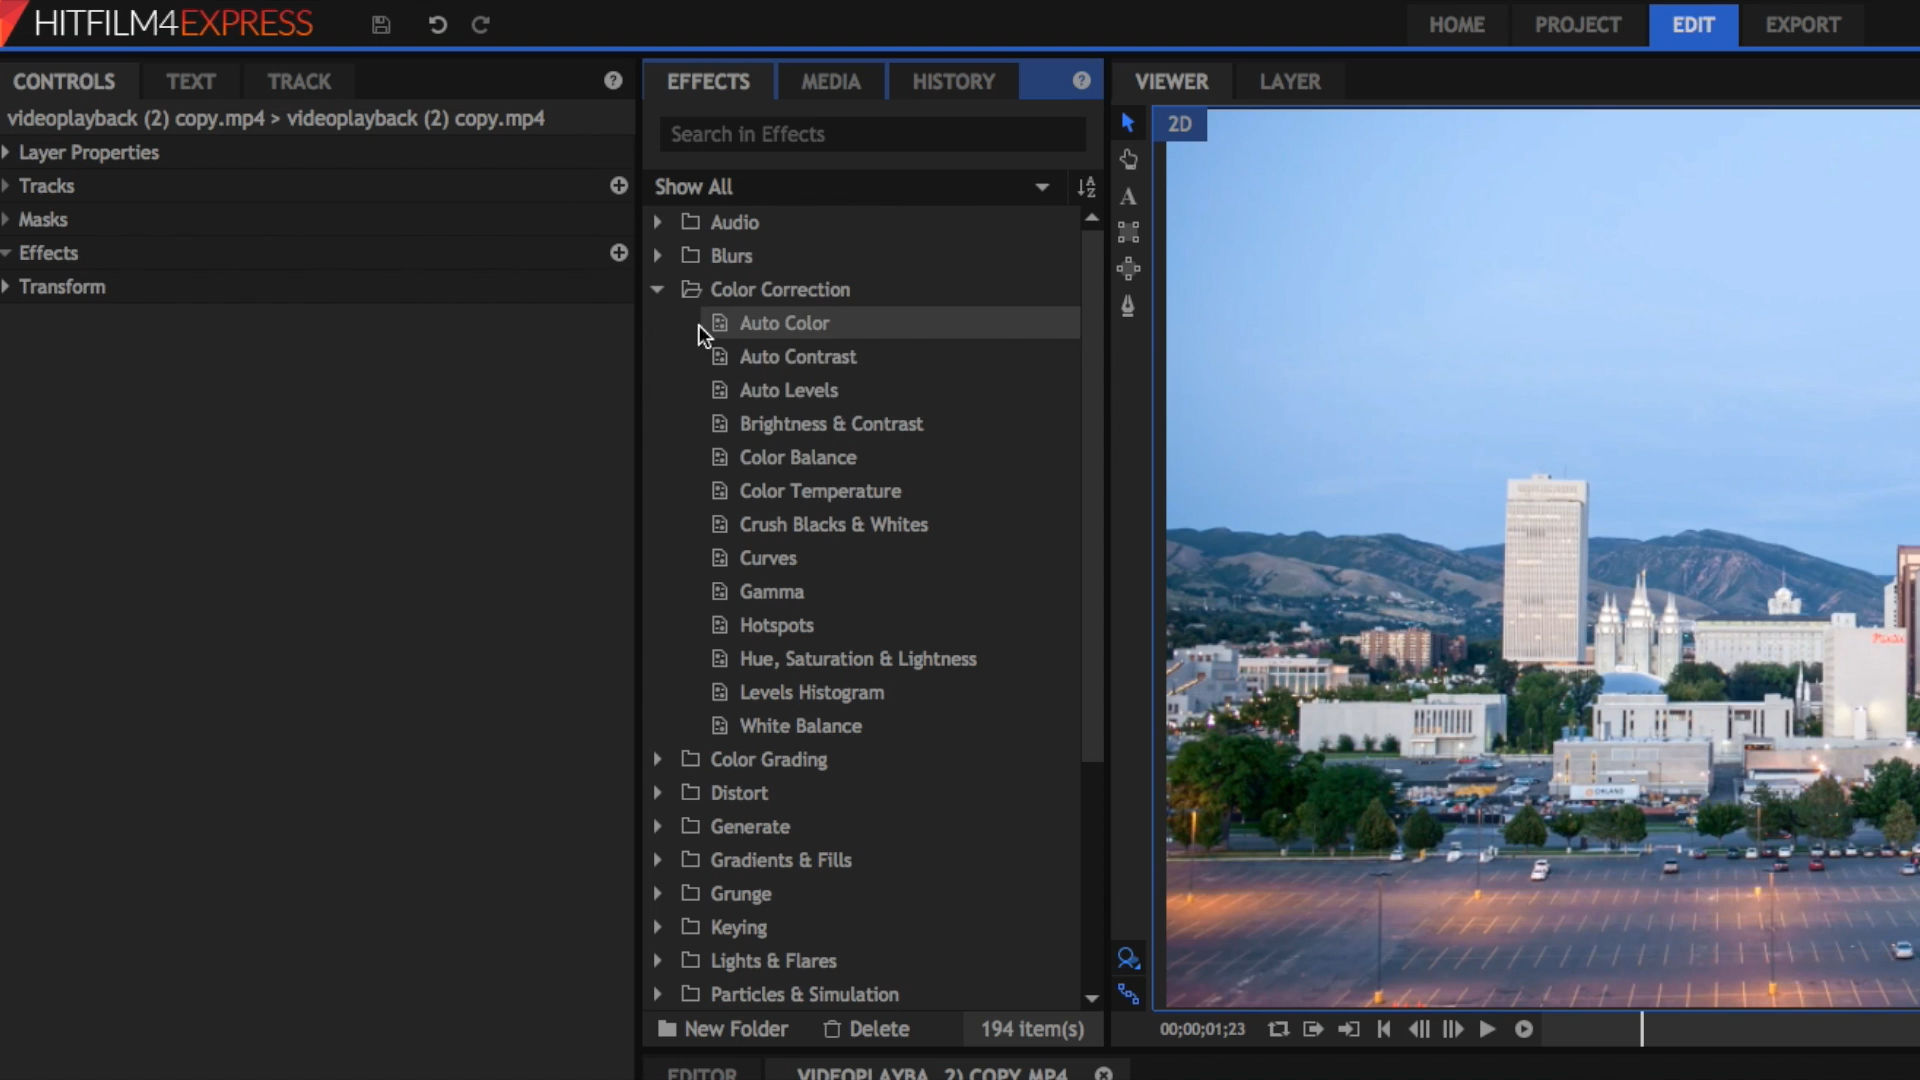 HITFILM4EXPRESS
HOME PROJECT EDIT EXPORT
CONTROLS TEXT TRACK
EFFECTS MEDIA HISTORY
VIEWER LAYER
videoplayback (2) copy.mp4 > videoplayback (2) copy.mp4
Layer Properties
Tracks
Masks
Effects
Transform
Search in Effects
Show All
Audio
Blurs
Color Correction
Auto Color
Auto Contrast
Auto Levels
Brightness & Contrast
Color Balance
Color Temperature
Crush Blacks & Whites
Curves
Gamma
Hotspots
Hue, Saturation & Lightness
Levels Histogram
White Balance
Color Grading
Distort
Generate
Gradients & Fills
Grunge
Keying
Lights & Flares
Particles & Simulation
New Folder Delete 194 item(s)
2D
00;00;01;23
EDITOR VIDEOPLAYBA...2) COPY.MP4